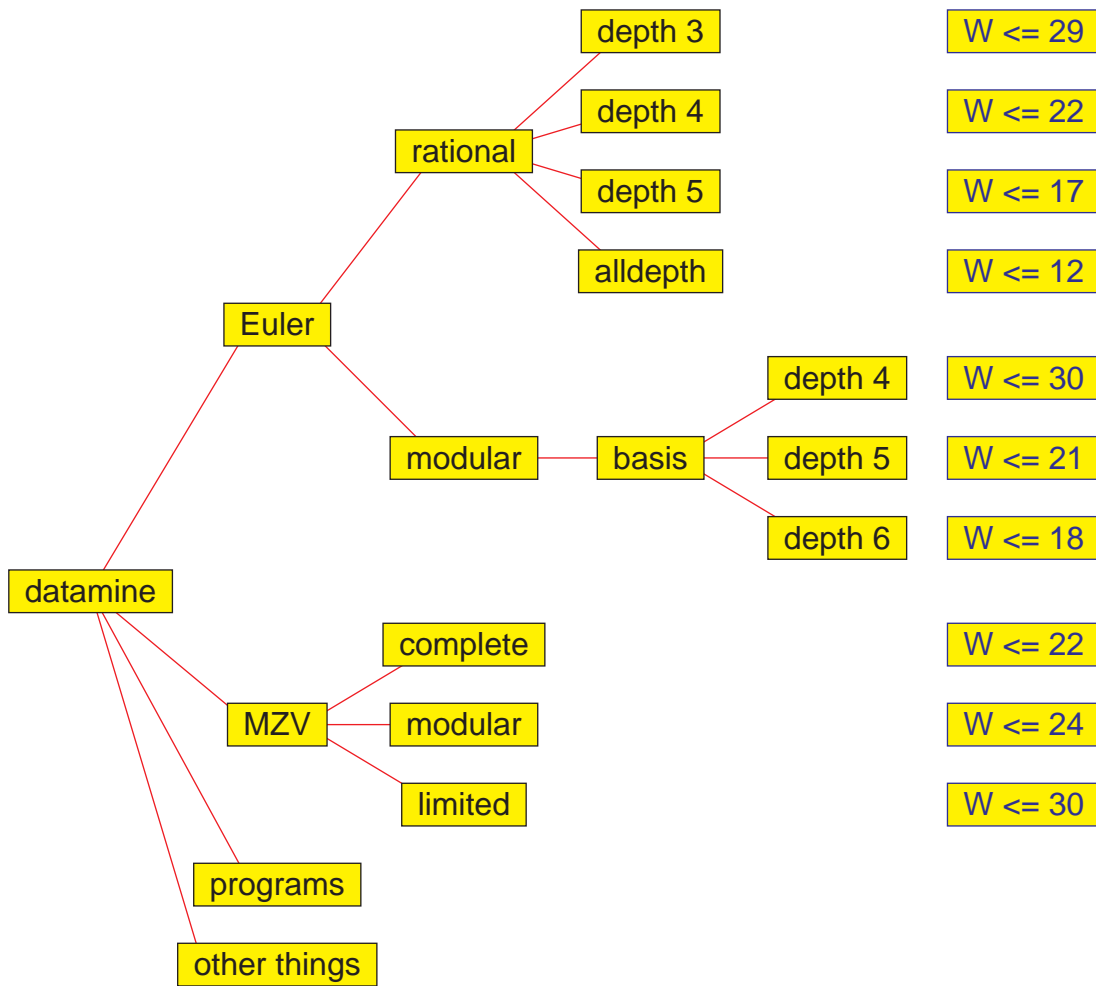 depth 3 W <= 29
depth 4 W <= 22
rational
depth 5 W <= 17
alldepth W <= 12
Euler
depth 4 W <= 30
modular basis depth 5 W <= 21
depth 6 W <= 18
datamine
complete W <= 22
MZV modular W <= 24
limited W <= 30
programs
other things